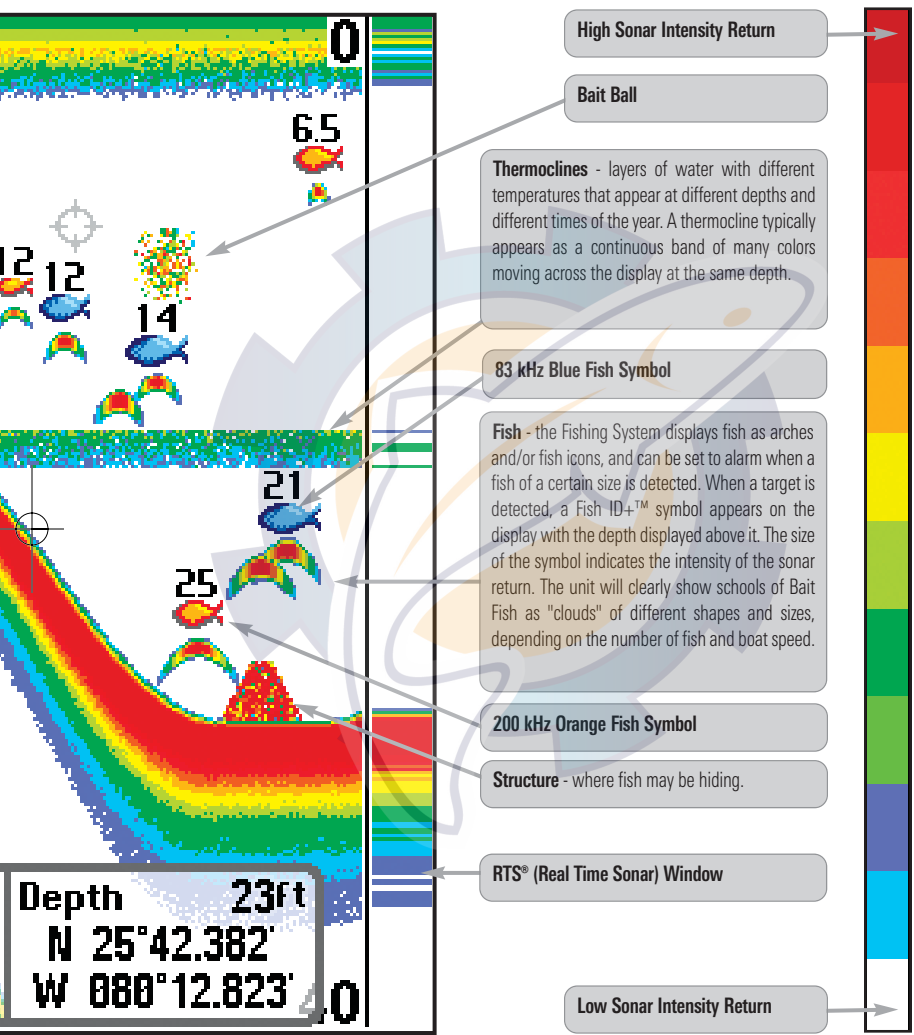 0
6.5
12
12
14
21
25
Depth 23ft
N 25°42.382'
W 080°12.823'
High Sonar Intensity Return
Bait Ball
Thermoclines - layers of water with different
temperatures that appear at different depths and
different times of the year. A thermocline typically
appears as a continuous band of many colors
moving across the display at the same depth.
83 kHz Blue Fish Symbol
Fish - the Fishing System displays fish as arches
and/or fish icons, and can be set to alarm when a
fish of a certain size is detected. When a target is
detected, a Fish ID+™ symbol appears on the
display with the depth displayed above it. The size
of the symbol indicates the intensity of the sonar
return. The unit will clearly show schools of Bait
Fish as "clouds" of different shapes and sizes,
depending on the number of fish and boat speed.
200 kHz Orange Fish Symbol
Structure - where fish may be hiding.
RTS® (Real Time Sonar) Window
Low Sonar Intensity Return